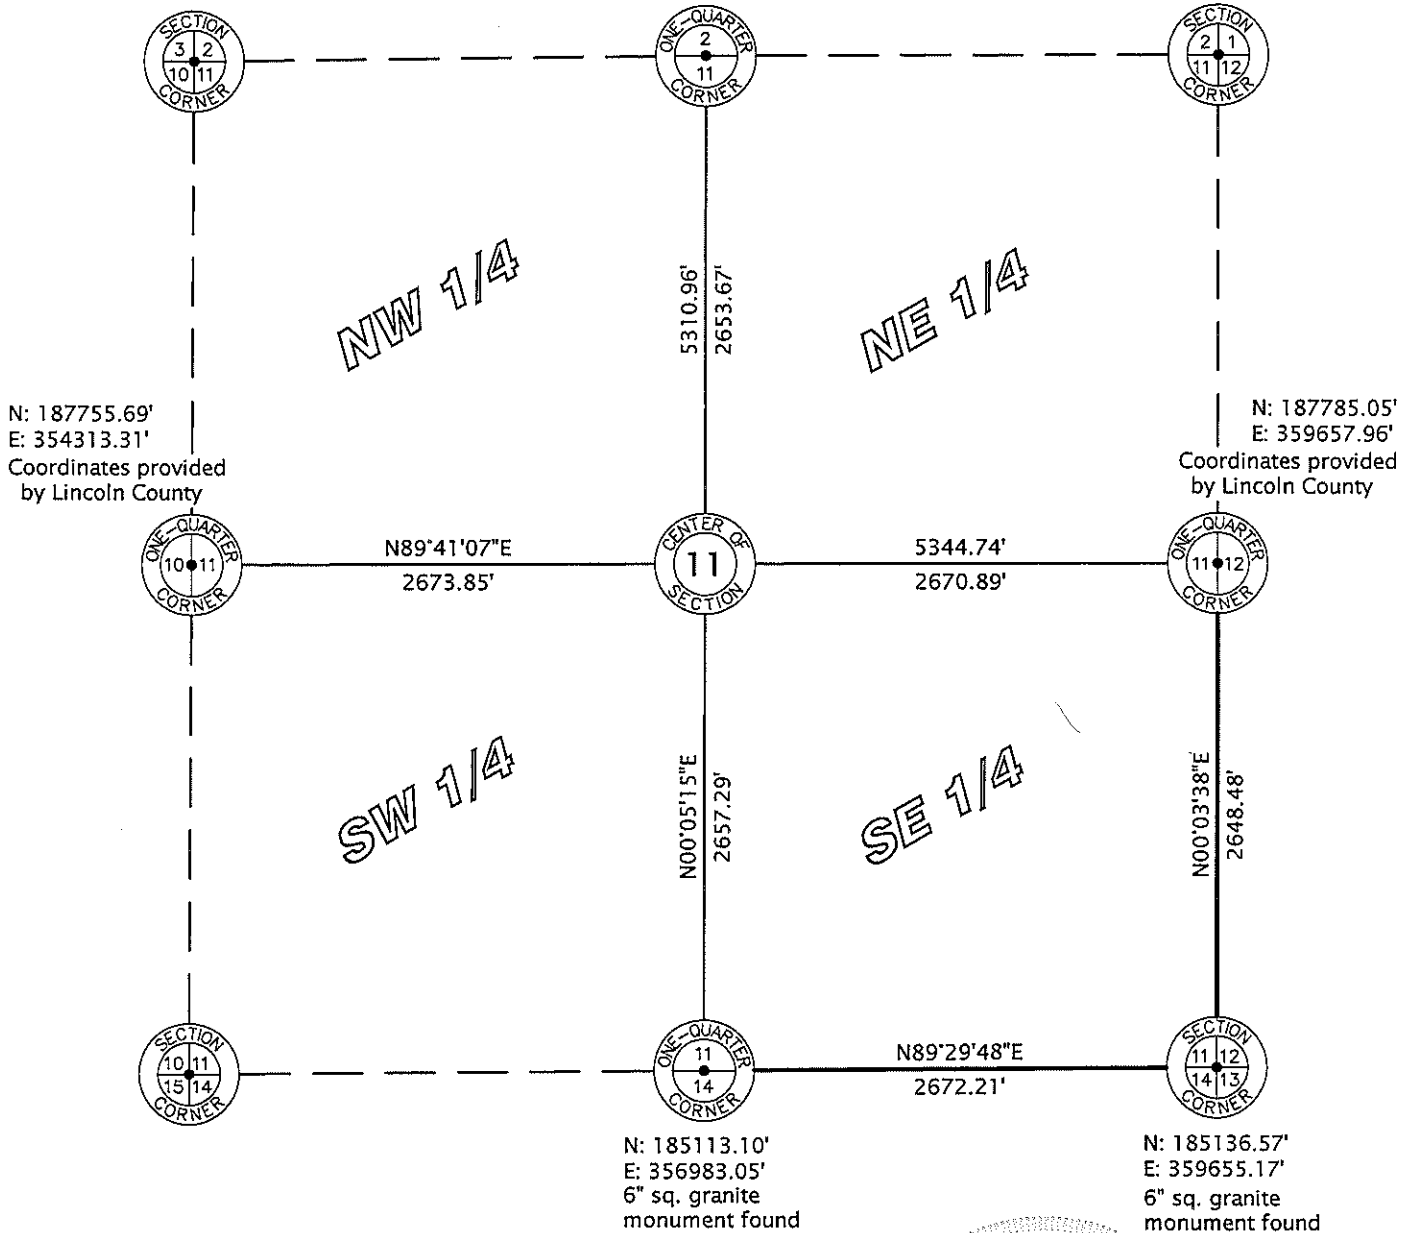 SECTION
3 2
10 11
CORNER
ONE-QUARTER
2
11
CORNER
SECTION
2 1
11 12
CORNER
NW 1/4
5310.96'
2653.67'
NE 1/4
N: 187755.69'
E: 354313.31'
Coordinates provided
by Lincoln County
N: 187785.05'
E: 359657.96'
Coordinates provided
by Lincoln County
ONE-QUARTER
10 11
CORNER
N89°41'07"E
2673.85'
CENTER OF
11
SECTION
5344.74'
2670.89'
ONE-QUARTER
11 12
CORNER
SW 1/4
N00°05'15"E
2657.29'
SE 1/4
N00°03'38"E
2648.48'
SECTION
10 11
15 14
CORNER
ONE-QUARTER
11
14
CORNER
N89°29'48"E
2672.21'
SECTION
11 12
14 13
CORNER
N: 185113.10'
E: 356983.05'
6" sq. granite
monument found
N: 185136.57'
E: 359655.17'
6" sq. granite
monument found